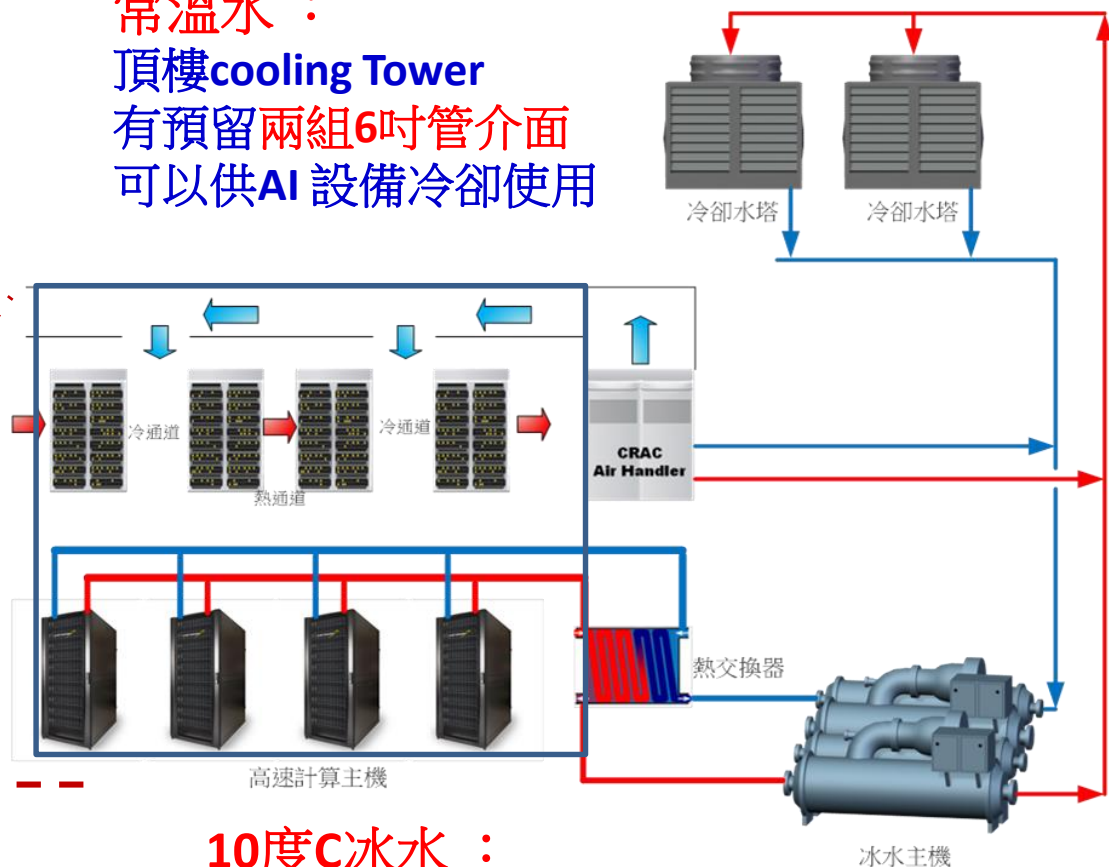 常溫水：
頂樓cooling Tower
有預留兩組6吋管介面
可以供AI 設備冷卻使用
冷卻水塔
冷卻水塔
冷通道
冷通道
熱通道
CRAC
Air Handler
熱交換器
高速計算主機
10度C冰水：
冰水主機